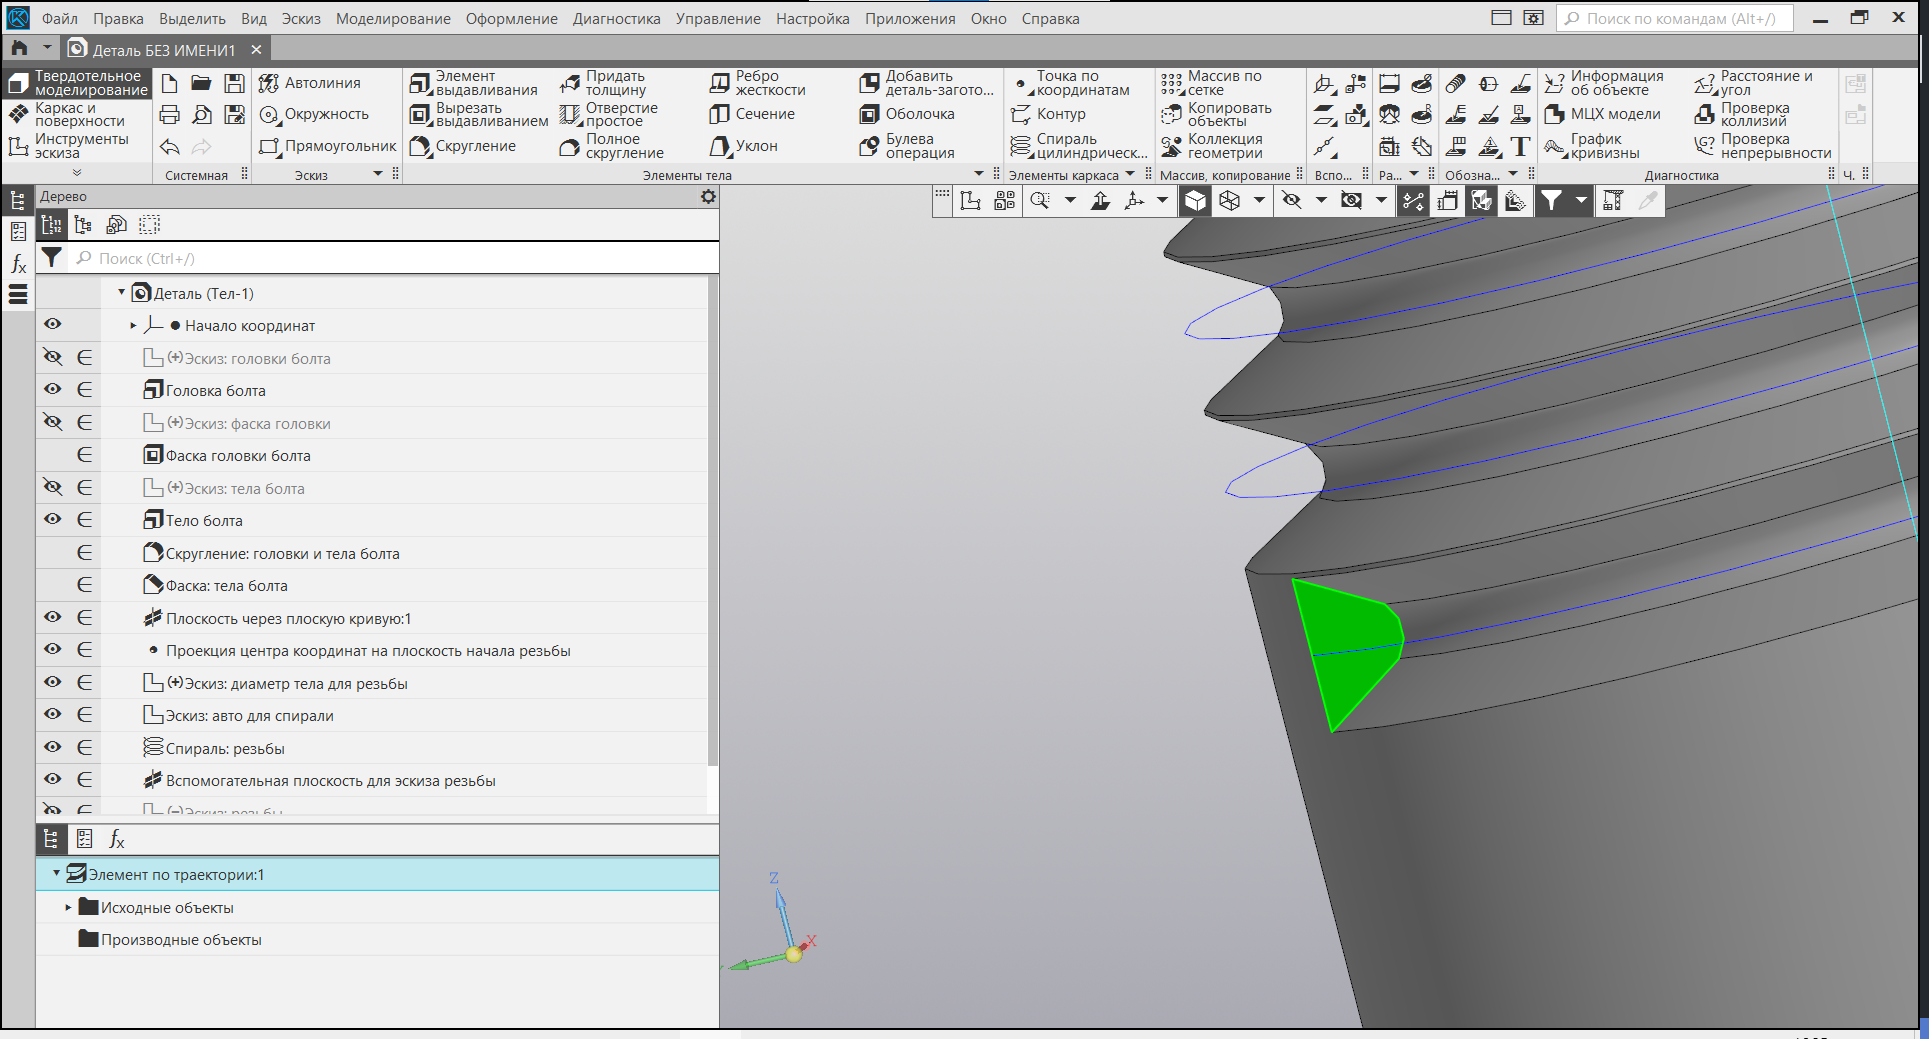 Файл Правка Выделить Вид Эскиз Моделирование Оформление Диагностика Управление Настройка Приложения Окно Справка Поиск по командам (Alt+/)
Деталь БЕЗ ИМЕНИ1
Твердотельное моделирование
Каркас и поверхности
Инструменты эскиза
Системная
Автолиния
Окружность
Прямоугольник
Эскиз
Элемент выдавливания
Вырезать выдавливанием
Скругление
Придать толщину
Отверстие простое
Полное скругление
Ребро жесткости
Сечение
Уклон
Добавить деталь-загото...
Оболочка
Булева операция
Элементы тела
Точка по координатам
Контур
Спираль цилиндрическ...
Элементы каркаса
Массив по сетке
Копировать объекты
Коллекция геометрии
Массив, копирование
Вспо...
Ра...
Обозна...
Информация об объекте
МЦХ модели
График кривизны
Расстояние и угол
Проверка коллизий
Проверка непрерывности
Диагностика
Ч.
Дерево
Поиск (Ctrl+/)
Деталь (Тел-1)
Начало координат
(+)Эскиз: головки болта
Головка болта
(+)Эскиз: фаска головки
Фаска головки болта
(+)Эскиз: тела болта
Тело болта
Скругление: головки и тела болта
Фаска: тела болта
Плоскость через плоскую кривую:1
Проекция центра координат на плоскость начала резьбы
(+)Эскиз: диаметр тела для резьбы
Эскиз: авто для спирали
Спираль: резьбы
Вспомогательная плоскость для эскиза резьбы
(−)Эскиз: резьбы
Элемент по траектории:1
Исходные объекты
Производные объекты
Z
X